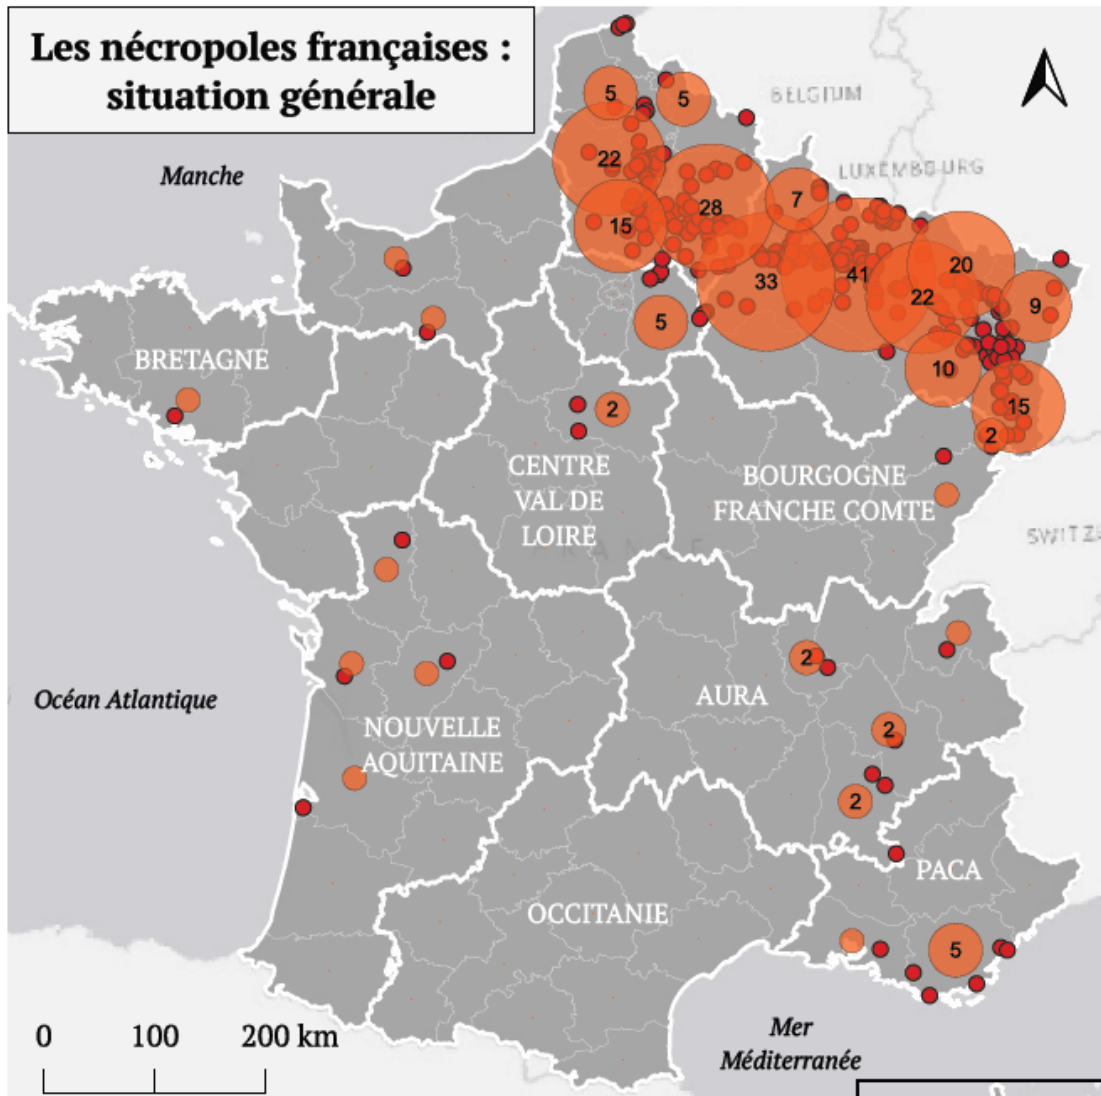 Les nécropoles françaises :
situation générale
BELGIUM
LUXEMBOURG
Manche
5
5
22
28
7
15
20
41
33
22
9
5
BRETAGNE
10
2
15
2
CENTRE
VAL DE
LOIRE
BOURGOGNE
FRANCHE COMTE
FRANCE
SWITZE
2
AURA
Océan Atlantique
NOUVELLE
AQUITAINE
2
2
PACA
OCCITANIE
5
0 100 200 km
Mer
Méditerranée